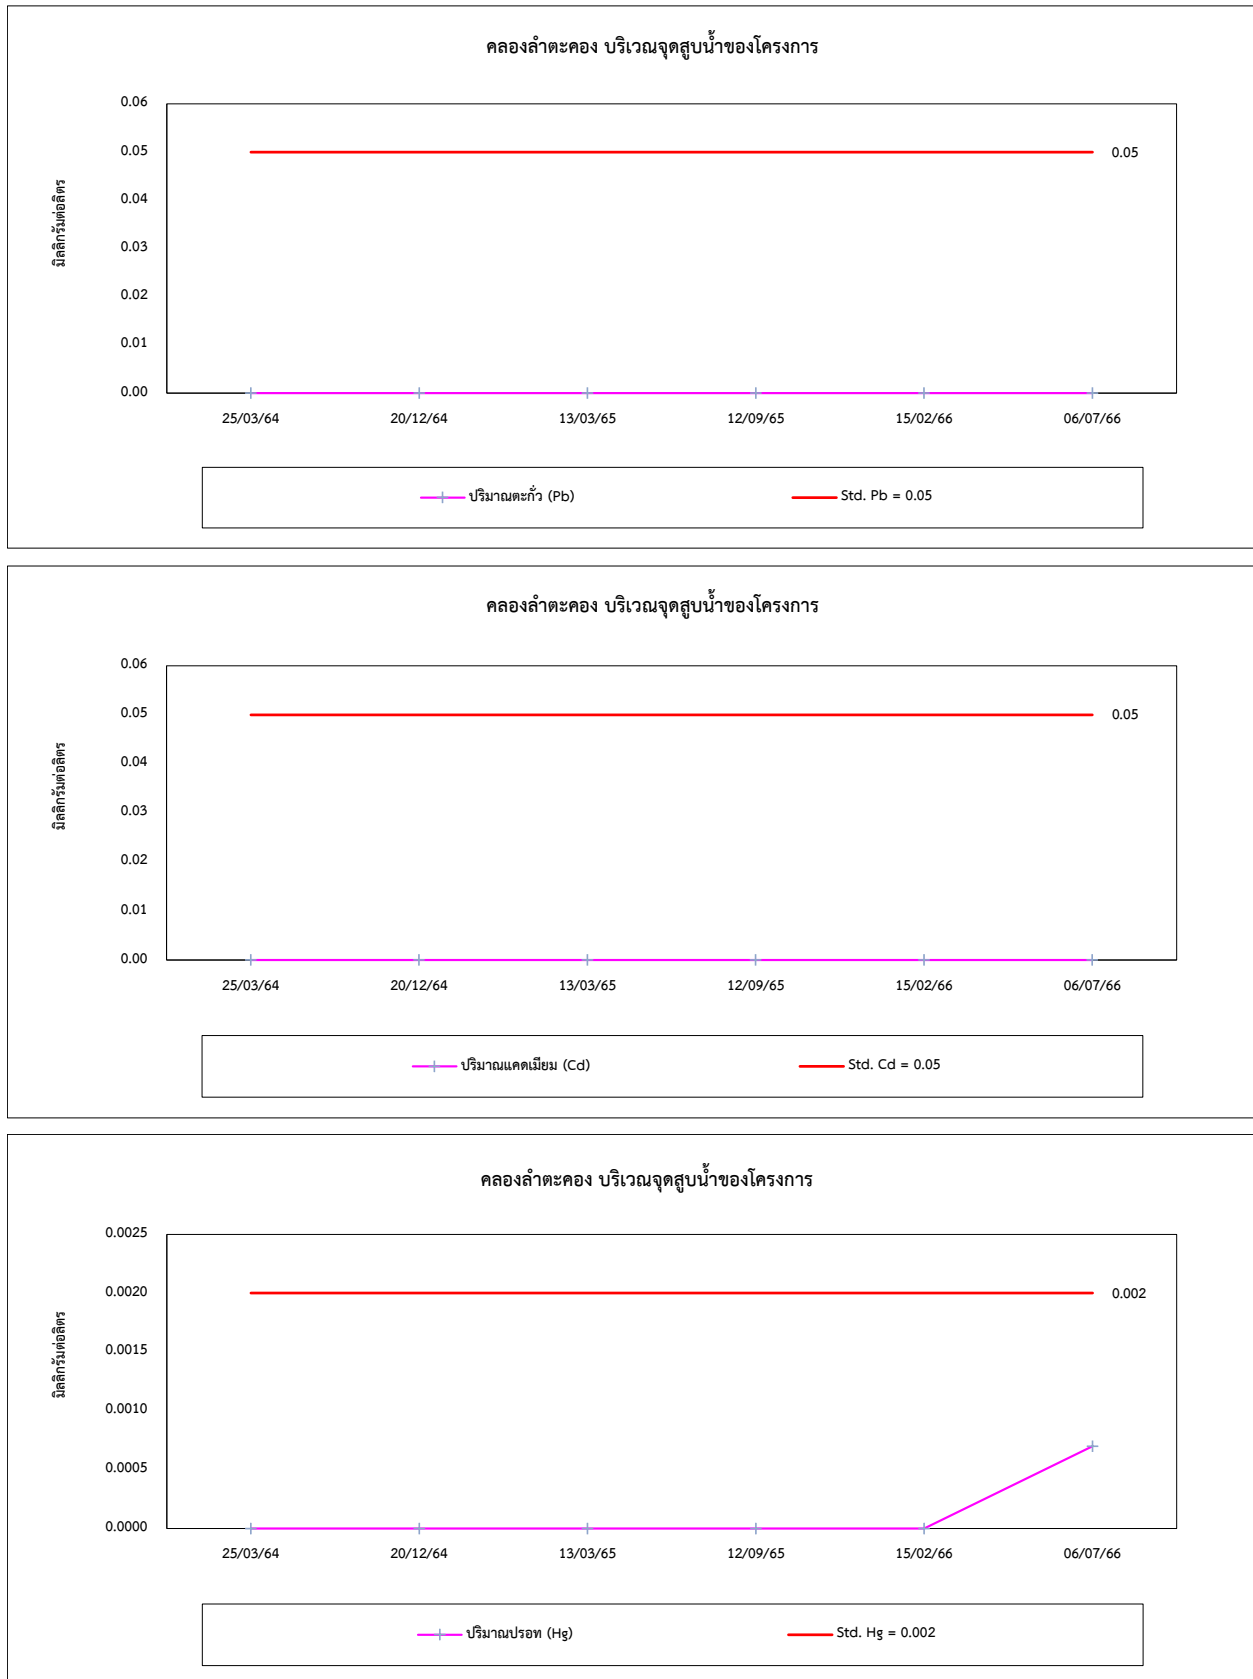 คลองลำตะคอง บริเวณจุดสูบน้ำของโครงการ
มิลลิกรัมต่อลิตร
0.06
0.05
0.04
0.03
0.02
0.01
0.00
0.05
25/03/64 20/12/64 13/03/65 12/09/65 15/02/66 06/07/66
ปริมาณตะกั่ว (Pb) Std. Pb = 0.05
คลองลำตะคอง บริเวณจุดสูบน้ำของโครงการ
มิลลิกรัมต่อลิตร
0.06
0.05
0.04
0.03
0.02
0.01
0.00
0.05
25/03/64 20/12/64 13/03/65 12/09/65 15/02/66 06/07/66
ปริมาณแคดเมียม (Cd) Std. Cd = 0.05
คลองลำตะคอง บริเวณจุดสูบน้ำของโครงการ
มิลลิกรัมต่อลิตร
0.0025
0.0020
0.0015
0.0010
0.0005
0.0000
0.002
25/03/64 20/12/64 13/03/65 12/09/65 15/02/66 06/07/66
ปริมาณปรอท (Hg) Std. Hg = 0.002